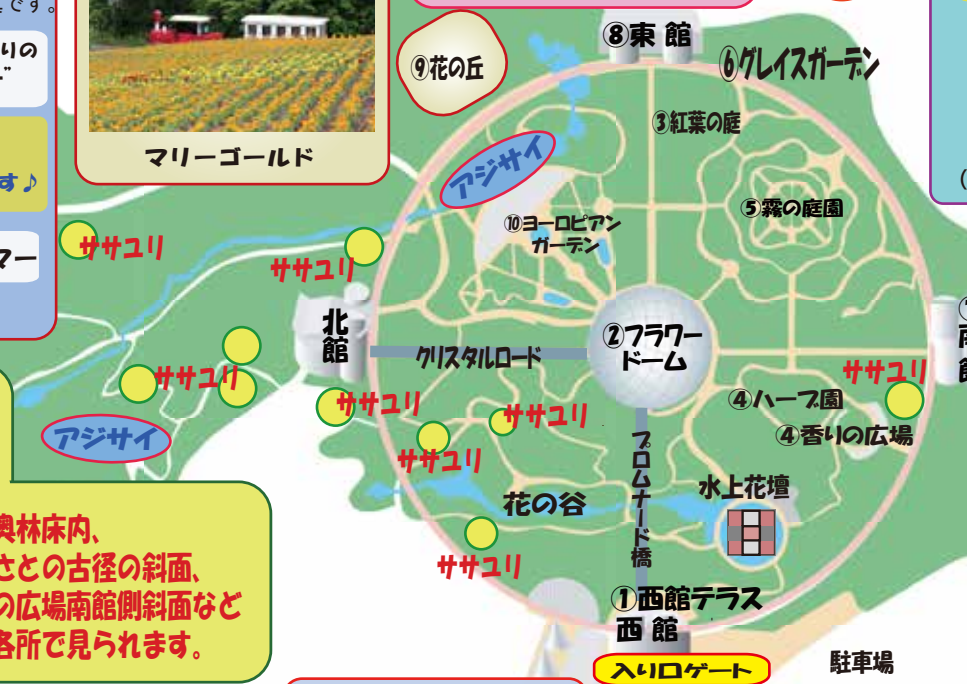 です。
りの
す♪
マー
マリーゴールド
⑨花の丘
⑧東館
⑥グレイスガーデン
③紅葉の庭
アジサイ
⑤霧の庭園
⑩ヨーロピアン
ガーデン
ササユリ
ササユリ
北館
クリスタルロード
②フラワー
ドーム
ササユリ
ササユリ
ササユリ
ササユリ
④ハーブ園
④香りの広場
アジサイ
ササユリ
プロムナード橋
水上花壇
花の谷
ササユリ
奥林床内、
さとの古径の斜面、
の広場南館側斜面など
各所で見られます。
①西館テラス
西館
入り口ゲート
駐車場